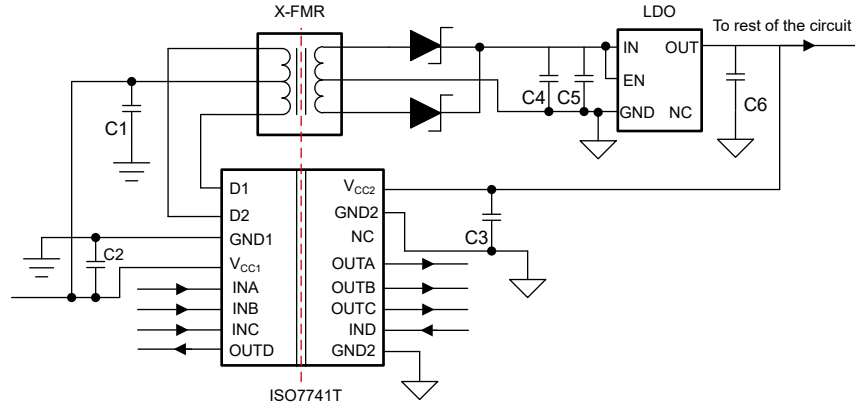 X-FMR
LDO
To rest of the circuit
IN OUT
EN
GND NC
C1
C4
C5
C6
D1
D2
GND1
VCC1
INA
INB
INC
OUTD
VCC2
GND2
NC
OUTA
OUTB
OUTC
IND
GND2
C2
C3
ISO7741T